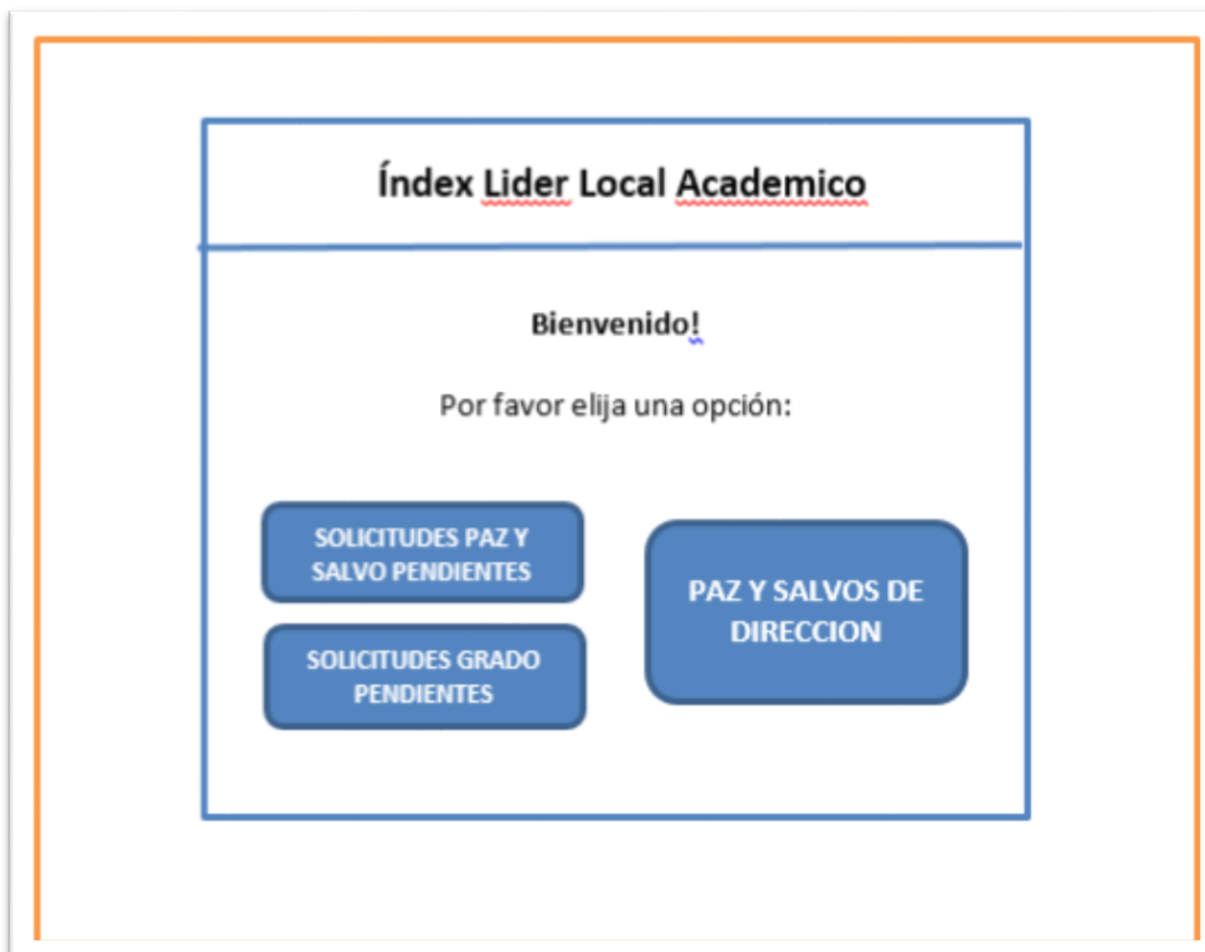 Índex Lider Local Academico
Bienvenido!
Por favor elija una opción:
SOLICITUDES PAZ Y
SALVO PENDIENTES
SOLICITUDES GRADO
PENDIENTES
PAZ Y SALVOS DE
DIRECCION